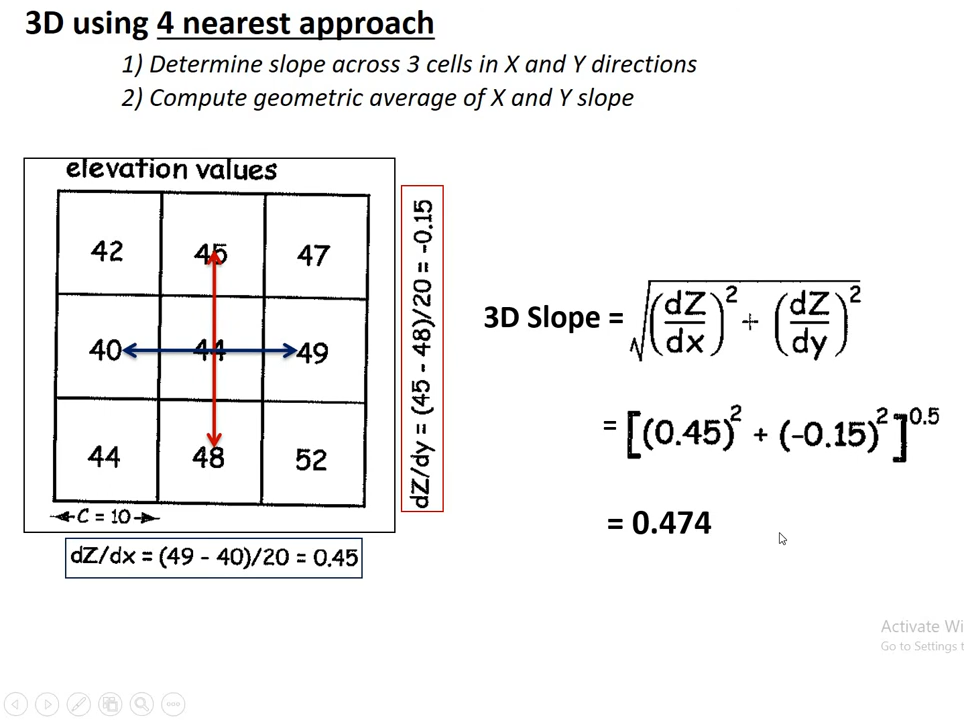 3D using 4 nearest approach
1) Determine slope across 3 cells in X and Y directions
2) Compute geometric average of X and Y slope
elevation values
42 45 47
40 44 49
44 48 52
C = 10
dZ/dx = (49 - 40)/20 = 0.45
dZ/dy = (45 - 48)/20 = -0.15
3D Slope = √(dZ/dx)² + (dZ/dy)²
= [(0.45)² + (-0.15)²]^0.5
= 0.474
Activate Wi
Go to Settings t